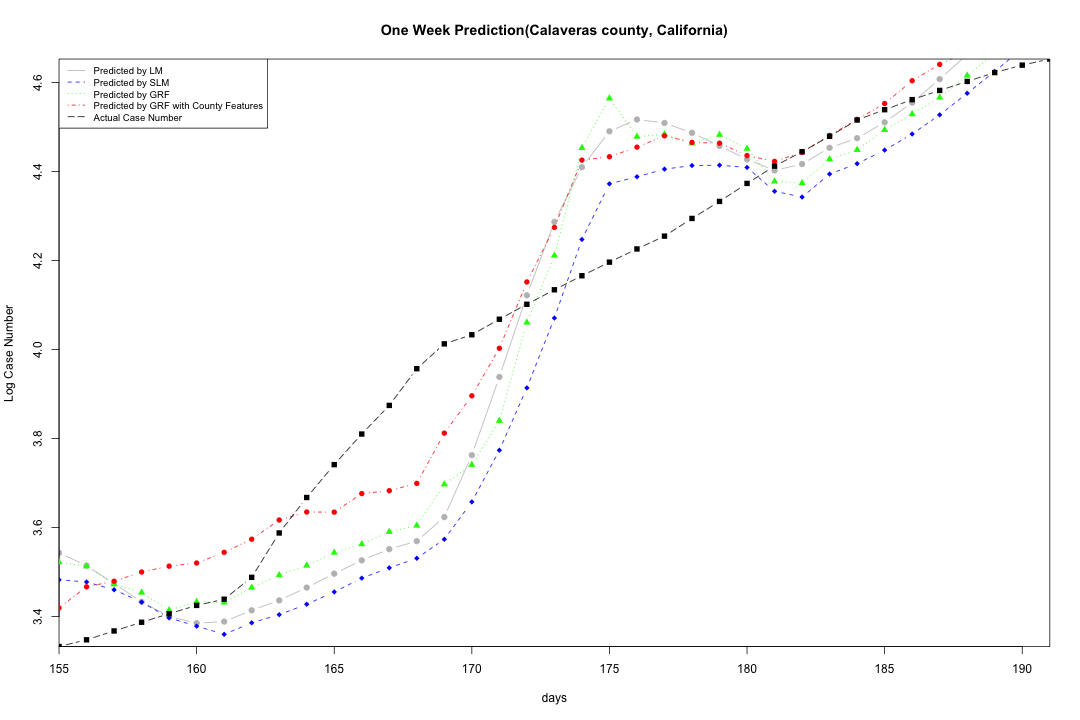 One Week Prediction(Calaveras county, California)
Predicted by LM
Predicted by SLM
Predicted by GRF
Predicted by GRF with County Features
Actual Case Number
4.6
4.4
4.2
4.0
3.8
3.6
3.4
Log Case Number
155 160 165 170 175 180 185 190
days